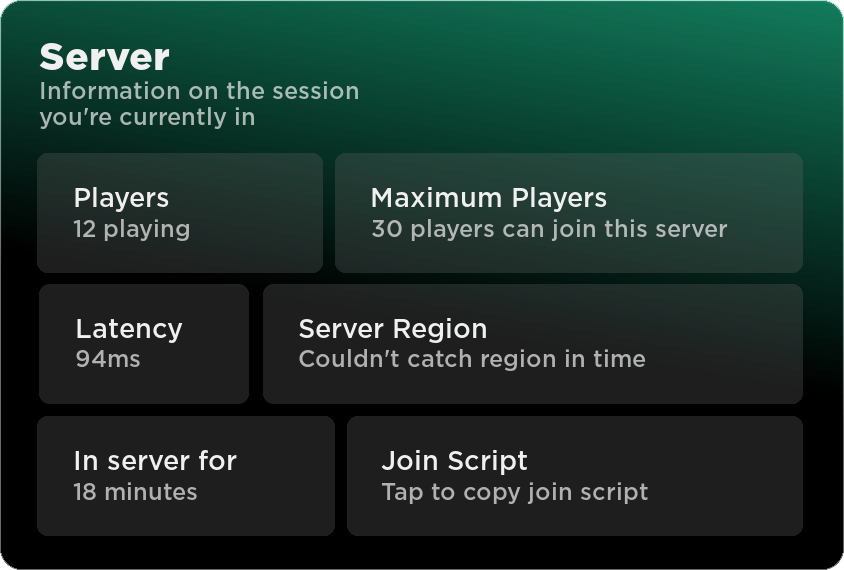 Server
Information on the session
you're currently in
Players
12 playing
Maximum Players
30 players can join this server
Latency
94ms
Server Region
Couldn't catch region in time
In server for
18 minutes
Join Script
Tap to copy join script